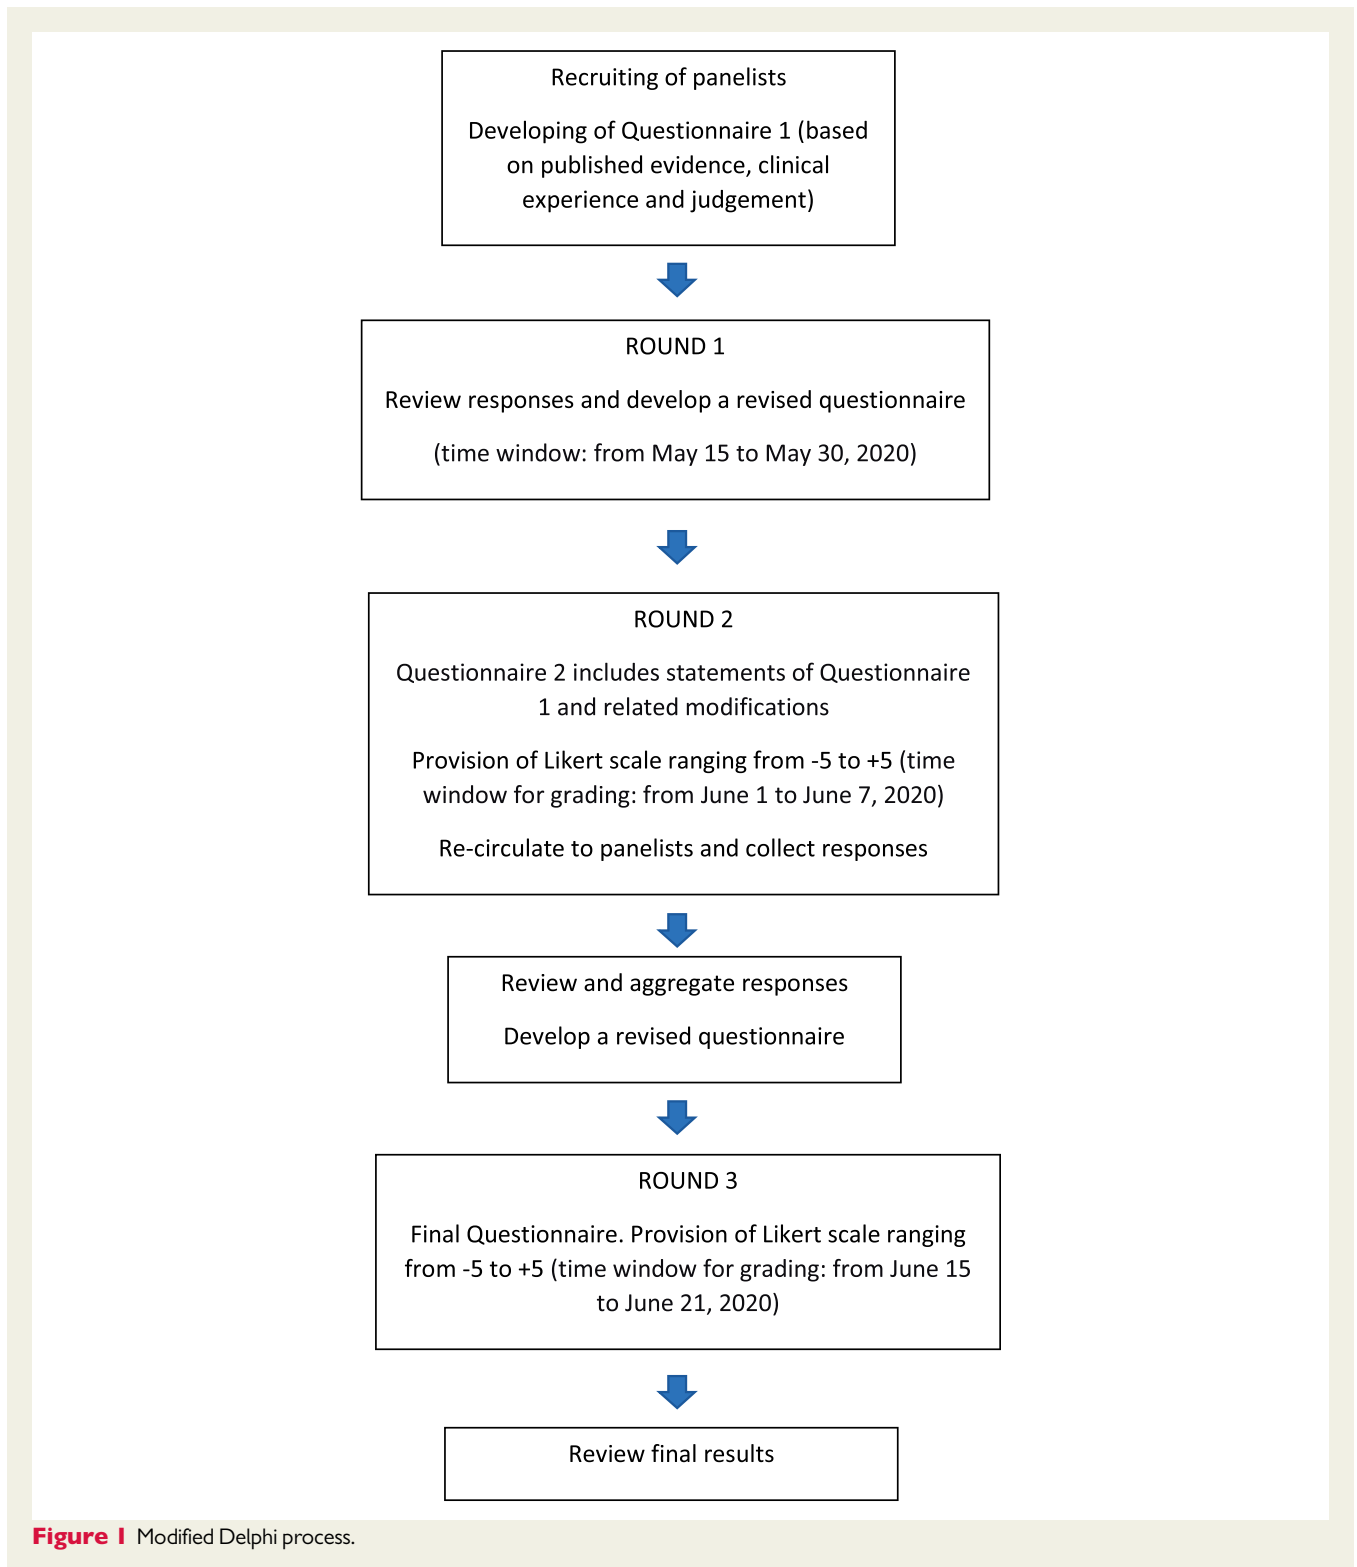 Recruiting of panelists
Developing of Questionnaire 1 (based
on published evidence, clinical
experience and judgement)
ROUND 1
Review responses and develop a revised questionnaire
(time window: from May 15 to May 30, 2020)
ROUND 2
Questionnaire 2 includes statements of Questionnaire
1 and related modifications
Provision of Likert scale ranging from -5 to +5 (time
window for grading: from June 1 to June 7, 2020)
Re-circulate to panelists and collect responses
Review and aggregate responses
Develop a revised questionnaire
ROUND 3
Final Questionnaire. Provision of Likert scale ranging
from -5 to +5 (time window for grading: from June 15
to June 21, 2020)
Review final results
Figure 1 Modified Delphi process.